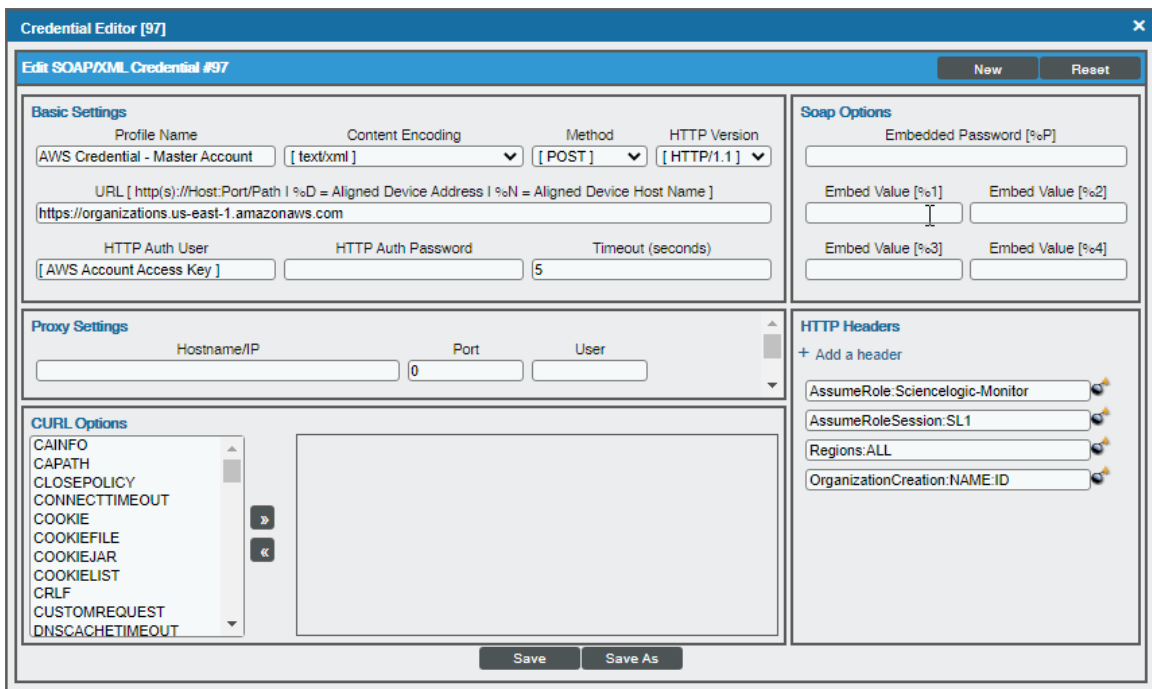 Credential Editor [97]
×
Edit SOAP/XML Credential #97
New
Reset
Basic Settings
Profile Name
Content Encoding
Method
HTTP Version
AWS Credential - Master Account
[ text/xml ]
[ POST ]
[ HTTP/1.1 ]
URL [ http(s)://Host:Port/Path | %D = Aligned Device Address | %N = Aligned Device Host Name ]
https://organizations.us-east-1.amazonaws.com
HTTP Auth User
HTTP Auth Password
Timeout (seconds)
[ AWS Account Access Key ]
5
Soap Options
Embedded Password [%P]
Embed Value [%1]
Embed Value [%2]
Embed Value [%3]
Embed Value [%4]
Proxy Settings
Hostname/IP
Port
User
0
HTTP Headers
+ Add a header
AssumeRole:Sciencelogic-Monitor
AssumeRoleSession:SL1
Regions:ALL
OrganizationCreation:NAME:ID
CURL Options
CAINFO
CAPATH
CLOSEPOLICY
CONNECTTIMEOUT
COOKIE
COOKIEFILE
COOKIEJAR
COOKIELIST
CRLF
CUSTOMREQUEST
DNSCACHETIMEOUT
»
«
Save
Save As